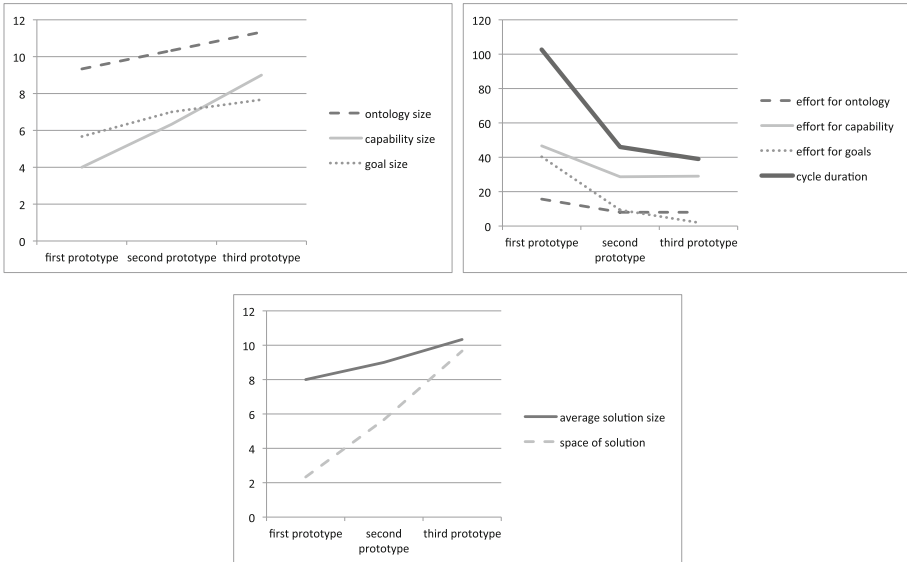 12
10
8
6
4
2
0
first prototype second prototype third prototype
ontology size
capability size
goal size
120
100
80
60
40
20
0
first prototype second prototype third prototype
effort for ontology
effort for capability
effort for goals
cycle duration
12
10
8
6
4
2
0
first prototype second prototype third prototype
average solution size
space of solution